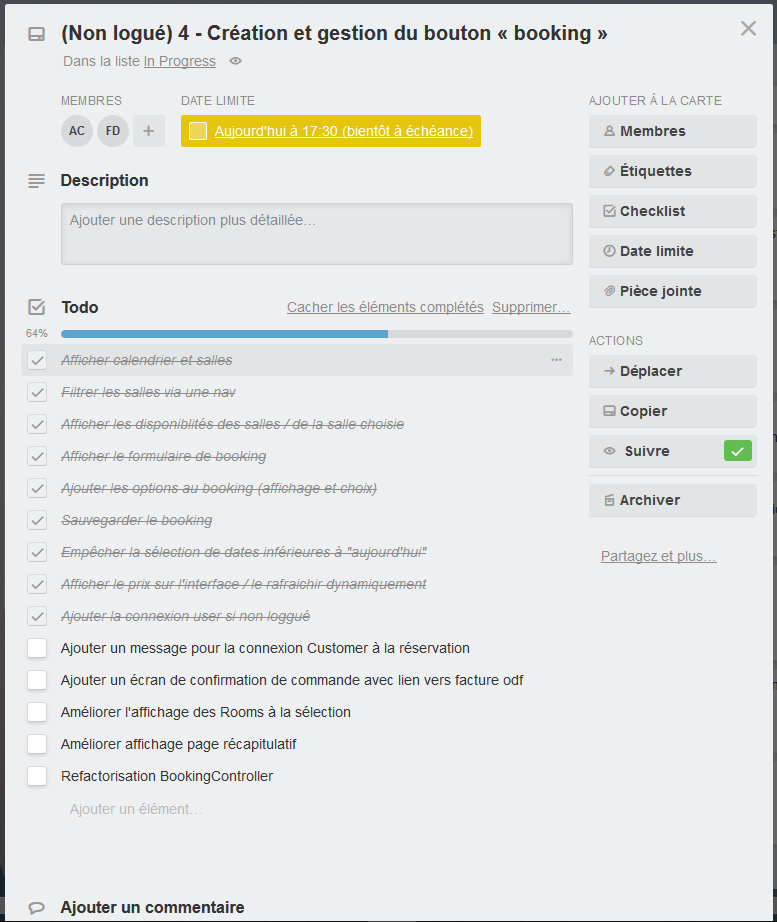 (Non logué) 4 - Création et gestion du bouton « booking »
Dans la liste In Progress
MEMBRES
AC FD +
DATE LIMITE
Aujourd'hui à 17:30 (bientôt à échéance)
Description
Ajouter une description plus détaillée…
Todo
Cacher les éléments complétés Supprimer…
64%
Afficher calendrier et salles
Filtrer les salles via une nav
Afficher les disponiblités des salles / de la salle choisie
Afficher le formulaire de booking
Ajouter les options au booking (affichage et choix)
Sauvegarder le booking
Empêcher la sélection de dates inférieures à "aujourd'hui"
Afficher le prix sur l'interface / le rafraichir dynamiquement
Ajouter la connexion user si non loggué
Ajouter un message pour la connexion Customer à la réservation
Ajouter un écran de confirmation de commande avec lien vers facture odf
Améliorer l'affichage des Rooms à la sélection
Améliorer affichage page récapitulatif
Refactorisation BookingController
Ajouter un élément…
Ajouter un commentaire
AJOUTER À LA CARTE
Membres
Étiquettes
Checklist
Date limite
Pièce jointe
ACTIONS
Déplacer
Copier
Suivre
Archiver
Partagez et plus…